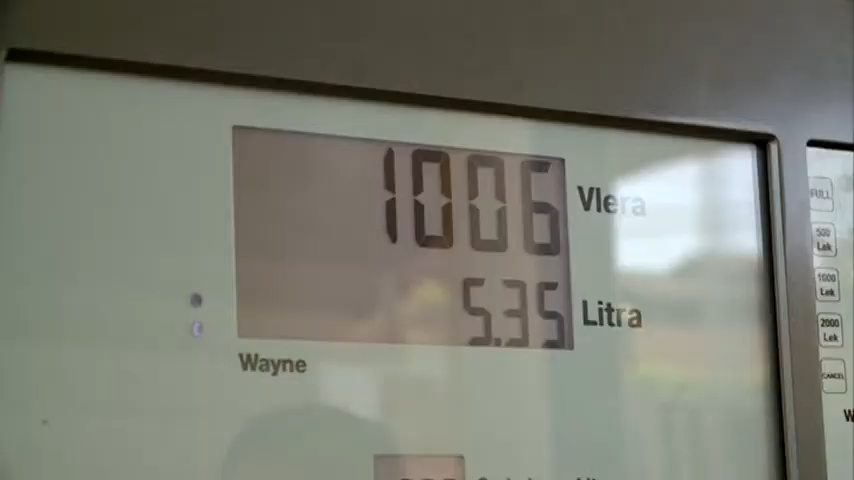 1006 Vlera
5.35 Litra
Wayne
FULL
500 Lek
1000 Lek
2000 Lek
CANCEL
W